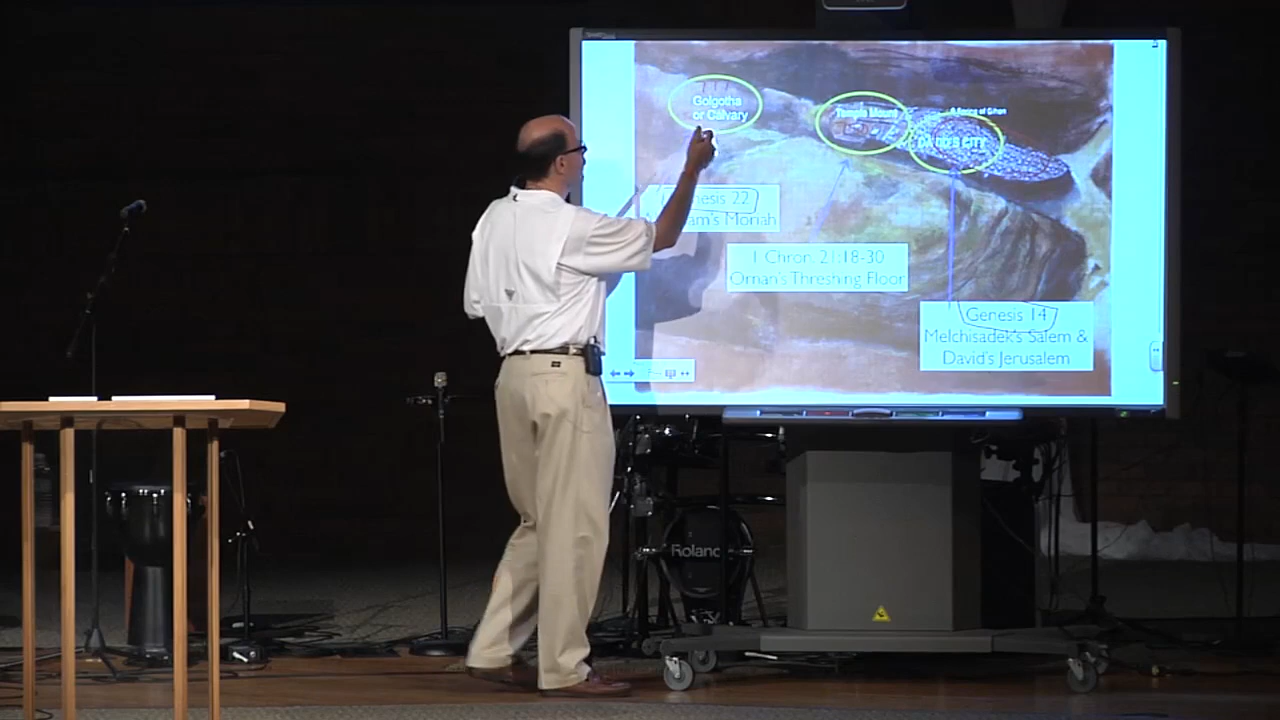 Golgotha
or Calvary
Temple Mount
DAVID'S CITY
22
Moriah
1 Chron. 21:18-30
Ornan's Threshing Floor
Genesis 14
Melchisadek's Salem &
David's Jerusalem
Roland